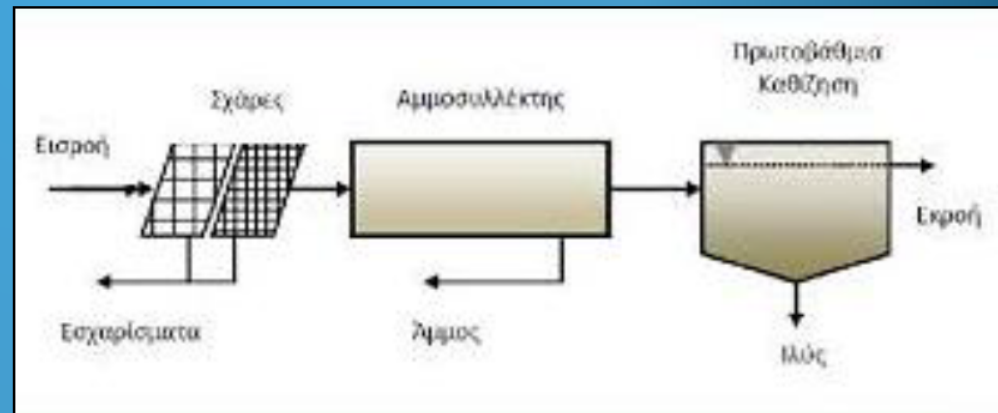 Πρωτοβάθμια
Καθίζηση
Σχάρες
Αμμοσυλλέκτης
Εισροή
Εκροή
Εσχαρίσματα
Άμμος
Ιλύς